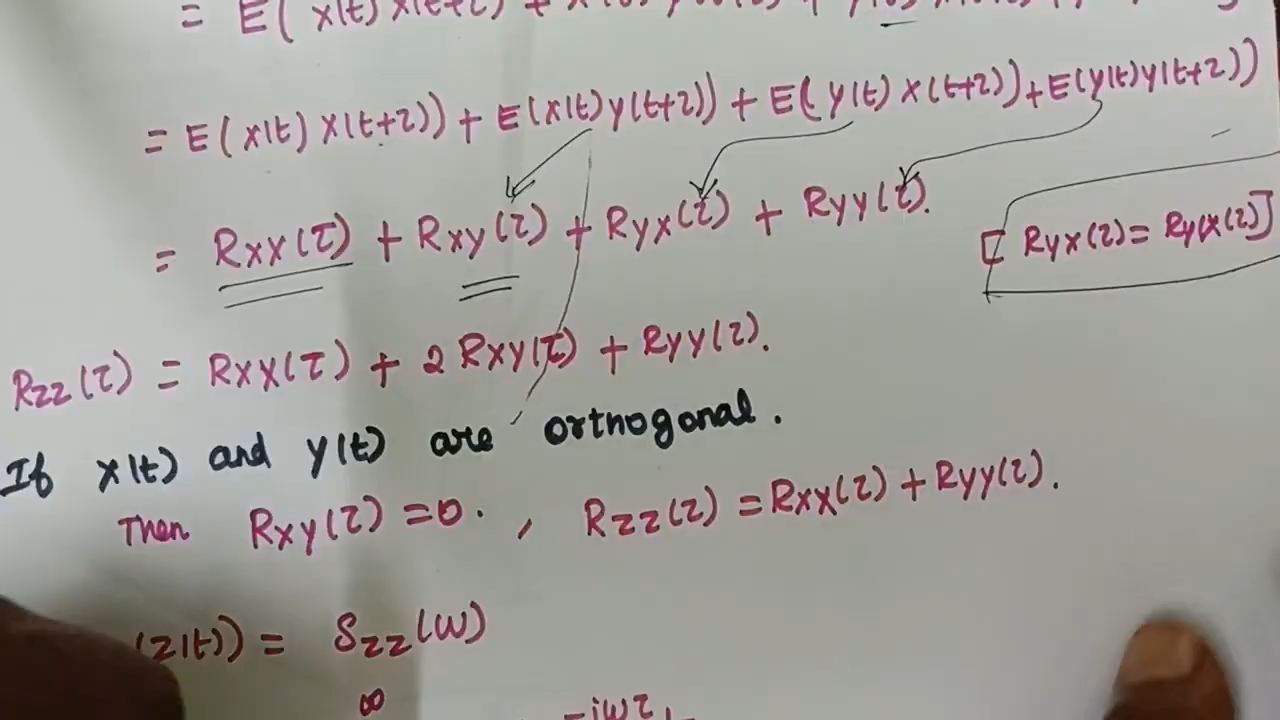 = E( x(t) x(t+τ) +
= E( x(t) x(t+τ)) + E(x(t) y(t+τ)) + E( y(t) x(t+τ)) + E(y(t) y(t+τ))
= Rxx(τ) + Rxy(τ) + Ryx(τ) + Ryy(τ).
[ Ryx(τ) = Ryx(τ)]
Rzz(τ) = Rxx(τ) + 2 Rxy(τ) + Ryy(τ).
If x(t) and y(t) are orthogonal.
Then Rxy(τ) = 0. , Rzz(τ) = Rxx(τ) + Ryy(τ).
(z(t)) = Szz(ω)
∞ -iωτ